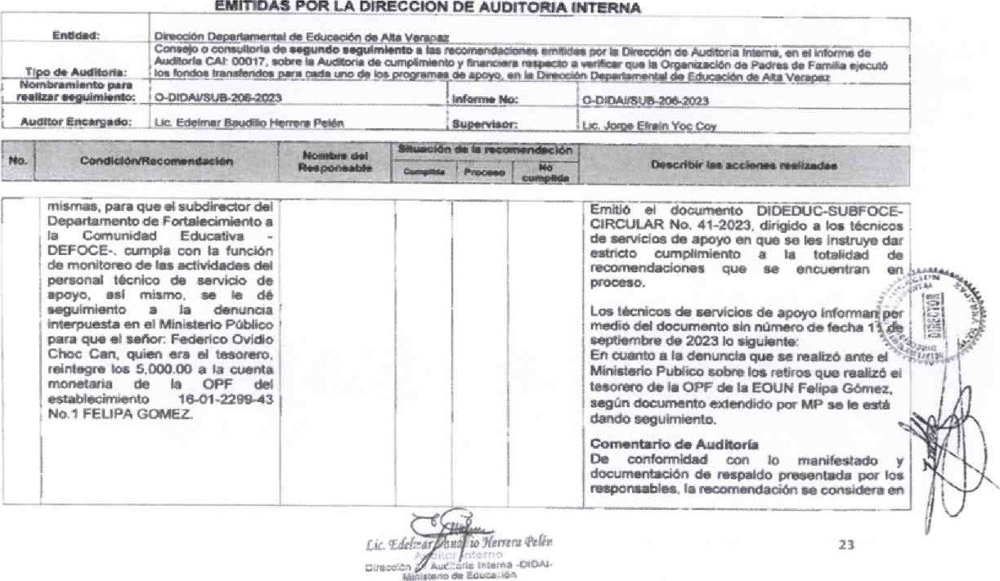 EMITIDAS POR LA DIRECCION DE AUDITORIA INTERNA
Entidad: Dirección Departamental de Educación de Alta Verapaz
Tipo de Auditoria: Consejo o consultoria de segundo seguimiento a las recomendaciones emitidas por la Dirección de Auditoria Interna, en el informe de
Auditoria CAI: 00017, sobre la Auditoria de cumplimiento y financiera respecto a verificar que la Organización de Padres de Familia ejecutó
los fondos transferidos para cada uno de los programas de apoyo, en la Dirección Departamental de Educación de Alta Verapaz
Nombramiento para
realizar seguimiento: O-DIDAI/SUB-206-2023 Informe No: O-DIDAI/SUB-206-2023
Auditor Encargado: Lic. Edelmar Baudilio Herrera Pelén Supervisor: Lic. Jorge Efraín Yoc Coy
No. Condición/Recomendación Nombre del
Responsable Situación de la recomendación
Cumplida Proceso No
cumplida Describir las acciones realizadas
mismas, para que el subdirector del
Departamento de Fortalecimiento a
la Comunidad Educativa -
DEFOCE-. cumpla con la función
de monitoreo de las actividades del
personal técnico de servicio de
apoyo, así mismo, se le dé
seguimiento a la denuncia
interpuesta en el Ministerio Público
para que el señor: Federico Ovidio
Choc Can, quien era el tesorero,
reintegre los 5,000.00 a la cuenta
monetaria de la OPF del
establecimiento 16-01-2299-43
No.1 FELIPA GOMEZ.
Emitió el documento DIDEDUC-SUBFOCE-
CIRCULAR No. 41-2023, dirigido a los técnicos
de servicios de apoyo en que se les instruye dar
estricto cumplimiento a la totalidad de
recomendaciones que se encuentran en
proceso.
Los técnicos de servicios de apoyo informan por
medio del documento sin número de fecha 11 de
septiembre de 2023 lo siguiente:
En cuanto a la denuncia que se realizó ante el
Ministerio Publico sobre los retiros que realizó el
tesorero de la OPF de la EOUN Felipa Gómez,
según documento extendido por MP se le está
dando seguimiento.
Comentario de Auditoría
De conformidad con lo manifestado y
documentación de respaldo presentada por los
responsables, la recomendación se considera en
DIRECTOR
Lic. Edelmar Baudilio Herrera Pelén
Auditor Interno
Dirección de Auditoría Interna -DIDAI-
Ministerio de Educación
23